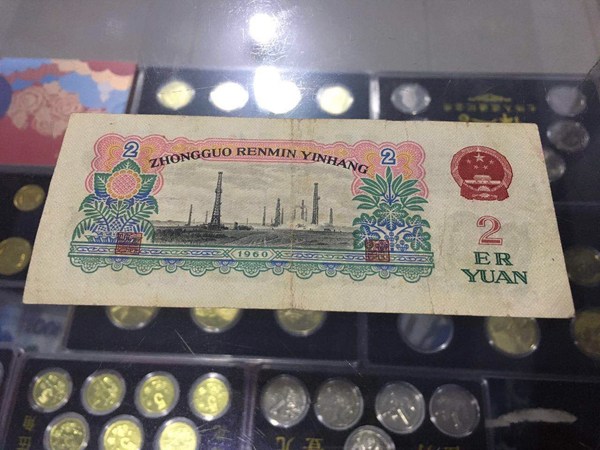 2
ZHONGGUO RENMIN YINHANG
2
1960
2
ER
YUAN